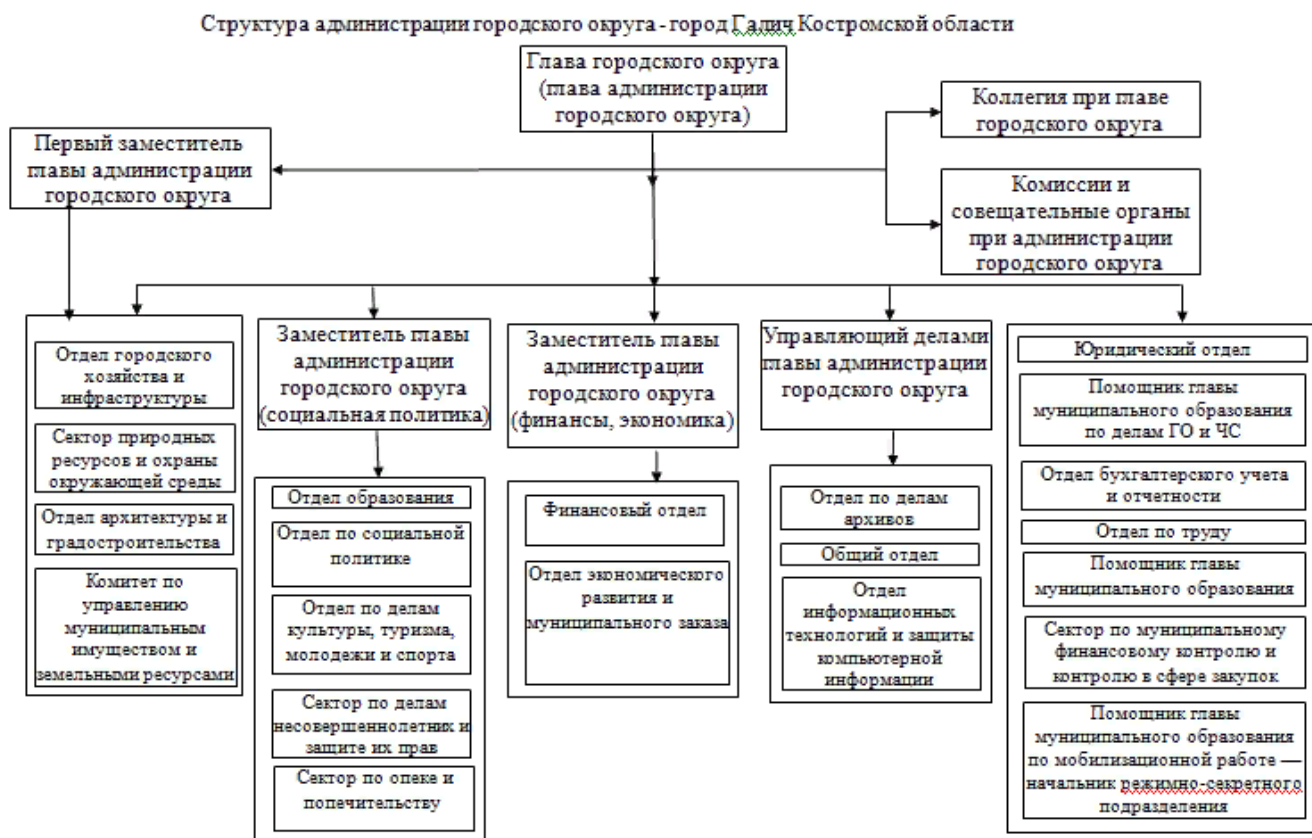 Структура администрации городского округа - город Галич Костромской области
Глава городского округа
(глава администрации
городского округа)
Коллегия при главе
городского округа
Первый заместитель
главы администрации
городского округа
Комиссии и
совещательные органы
при администрации
городского округа
Отдел городского
хозяйства и
инфраструктуры
Сектор природных
ресурсов и охраны
окружающей среды
Отдел архитектуры и
градостроительства
Комитет по
управлению
муниципальным
имуществом и
земельными ресурсами
Заместитель главы
администрации
городского округа
(социальная политика)
Отдел образования
Отдел по социальной
политике
Отдел по делам
культуры, туризма,
молодежи и спорта
Сектор по делам
несовершеннолетних и
защите их прав
Сектор по опеке и
попечительству
Заместитель главы
администрации
городского округа
(финансы, экономика)
Финансовый отдел
Отдел экономического
развития и
муниципального заказа
Управляющий делами
главы администрации
городского округа
Отдел по делам
архивов
Общий отдел
Отдел
информационных
технологий и защиты
компьютерной
информации
Юридический отдел
Помощник главы
муниципального образования
по делам ГО и ЧС
Отдел бухгалтерского учета
и отчетности
Отдел по труду
Помощник главы
муниципального образования
Сектор по муниципальному
финансовому контролю и
контролю в сфере закупок
Помощник главы
муниципального образования
по мобилизационной работе —
начальник режимно-секретного
подразделения